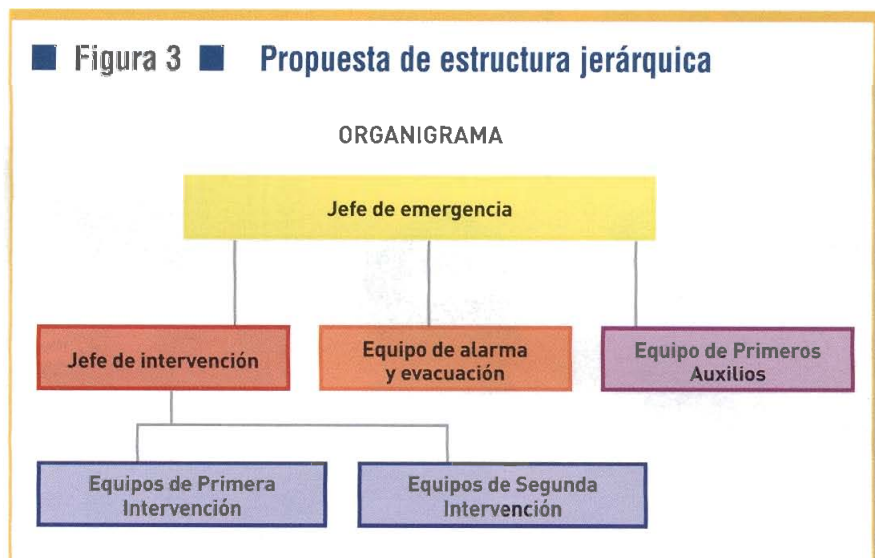 Figura 3 Propuesta de estructura jerárquica
ORGANIGRAMA
Jefe de emergencia
Jefe de intervención
Equipo de alarma
y evacuación
Equipo de Primeros
Auxilios
Equipos de Primera
Intervención
Equipos de Segunda
Intervención